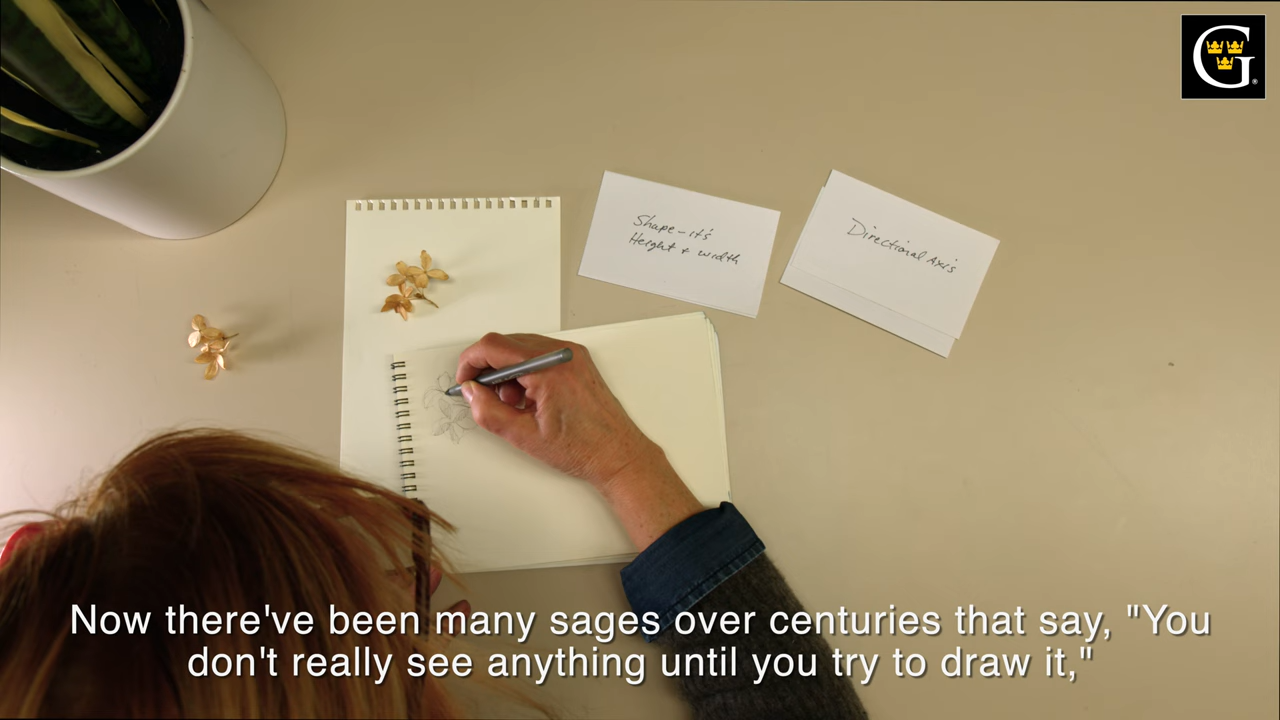 G
Shape - it's
Height + width
Directional Axis
Now there've been many sages over centuries that say, "You
don't really see anything until you try to draw it,"